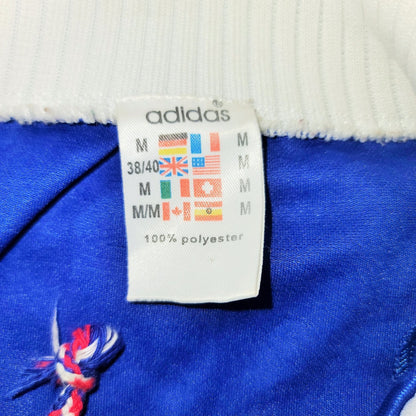 adidas
M M
38/40 M
M M
M/M M
100% polyester